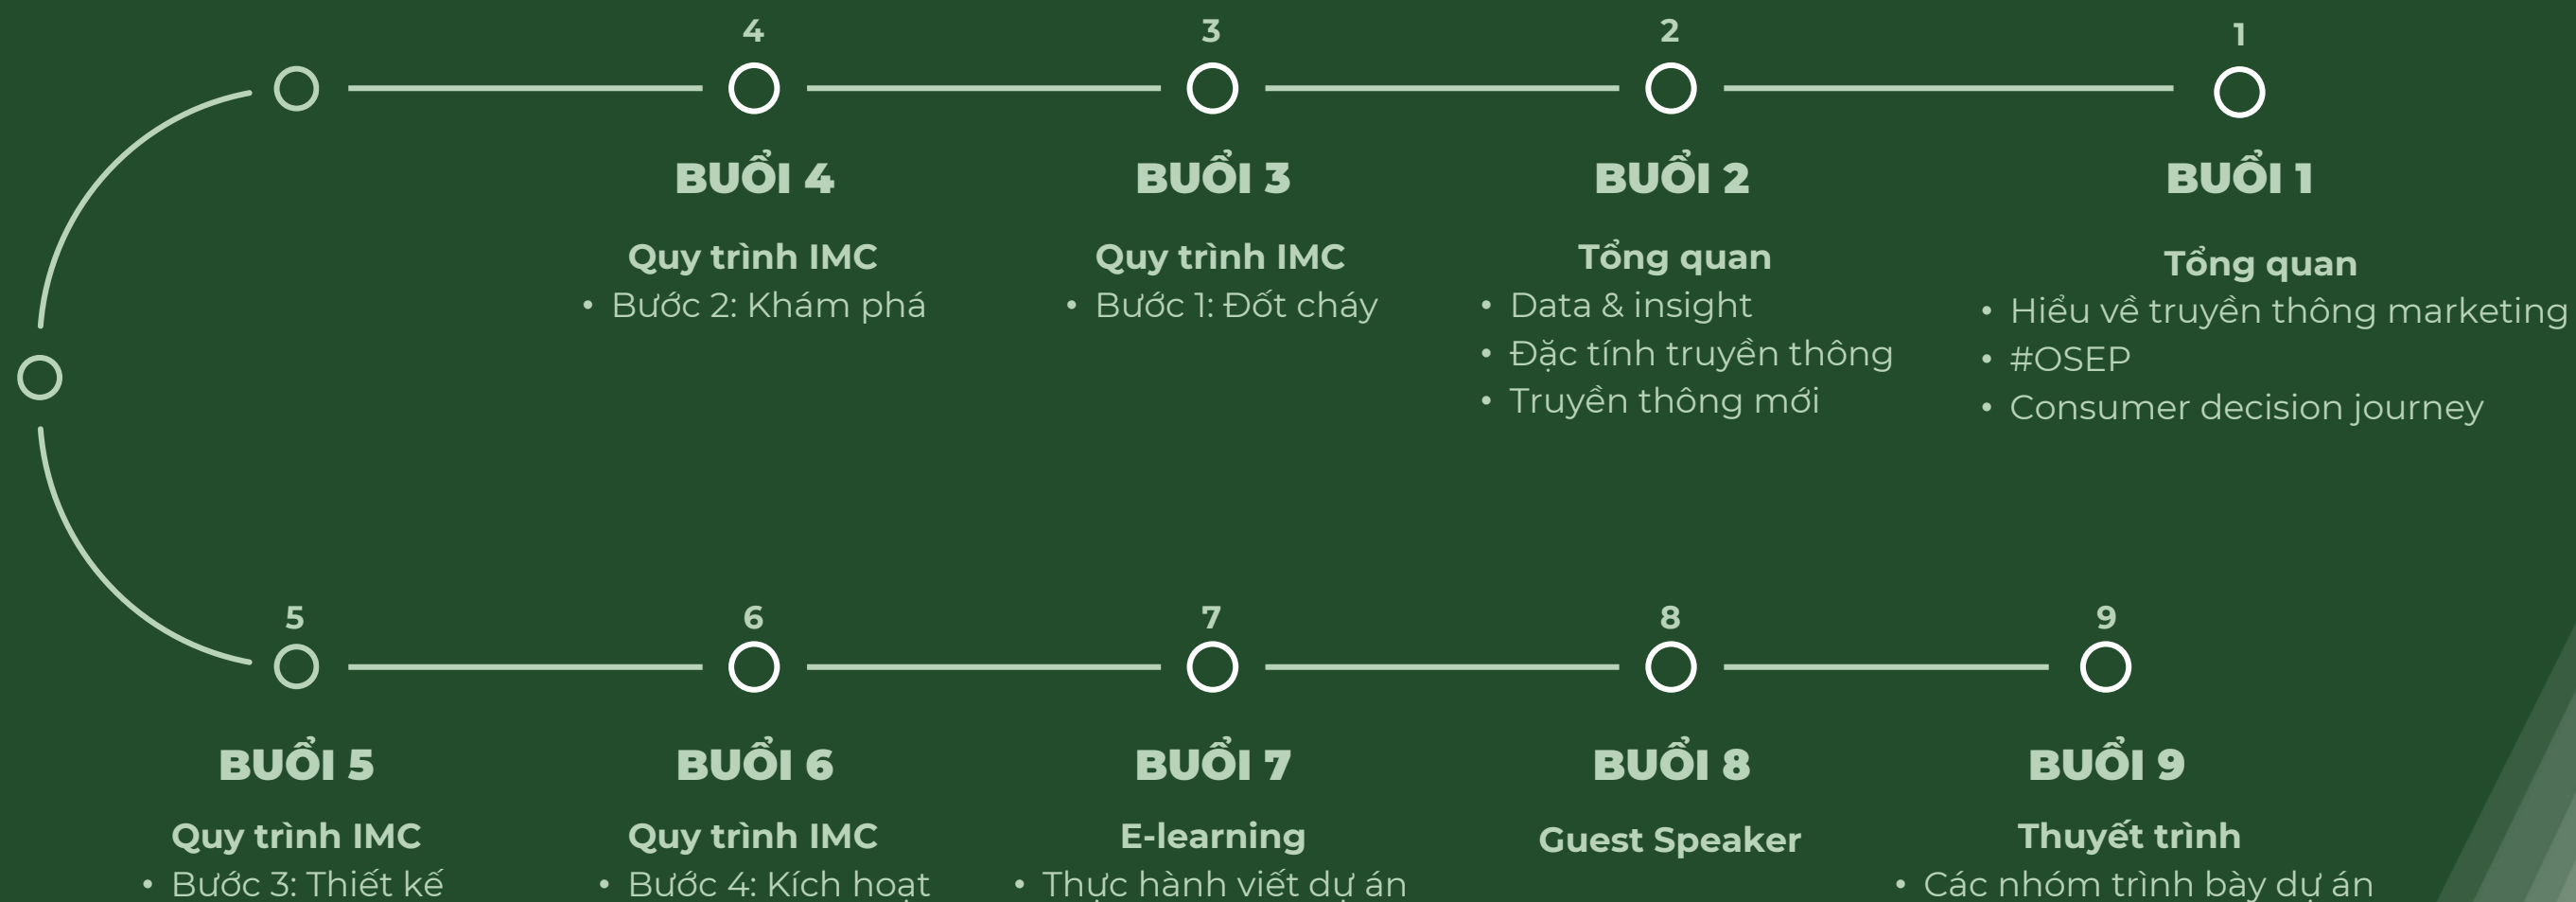 4
3
2
1
BUỔI 4
BUỔI 3
BUỔI 2
BUỔI 1
Quy trình IMC
• Bước 2: Khám phá
Quy trình IMC
• Bước 1: Đốt cháy
Tổng quan
• Data & insight
• Đặc tính truyền thông
• Truyền thông mới
Tổng quan
• Hiểu về truyền thông marketing
• #OSEP
• Consumer decision journey
5
6
7
8
9
BUỔI 5
BUỔI 6
BUỔI 7
BUỔI 8
BUỔI 9
Quy trình IMC
• Bước 3: Thiết kế
Quy trình IMC
• Bước 4: Kích hoạt
E-learning
• Thực hành viết dự án
Guest Speaker
Thuyết trình
• Các nhóm trình bày dự án